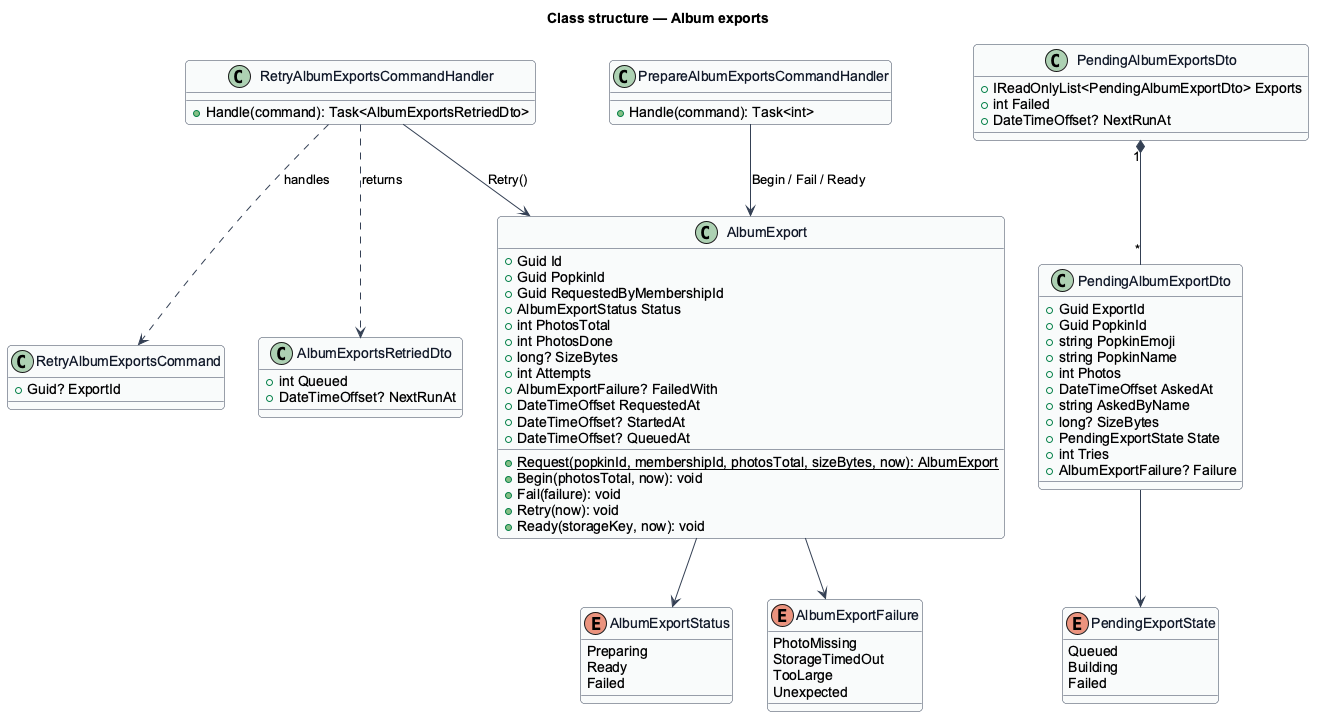 Class structure — Album exports
RetryAlbumExportsCommandHandler
Handle(command): Task<AlbumExportsRetriedDto>
PrepareAlbumExportsCommandHandler
Handle(command): Task<int>
PendingAlbumExportsDto
IReadOnlyList<PendingAlbumExportDto> Exports
int Failed
DateTimeOffset? NextRunAt
handles
returns
Retry()
Begin / Fail / Ready
1
*
RetryAlbumExportsCommand
Guid? ExportId
AlbumExportsRetriedDto
int Queued
DateTimeOffset? NextRunAt
AlbumExport
Guid Id
Guid PopkinId
Guid RequestedByMembershipId
AlbumExportStatus Status
int PhotosTotal
int PhotosDone
long? SizeBytes
int Attempts
AlbumExportFailure? FailedWith
DateTimeOffset RequestedAt
DateTimeOffset? StartedAt
DateTimeOffset? QueuedAt
Request(popkinId, membershipId, photosTotal, sizeBytes, now): AlbumExport
Begin(photosTotal, now): void
Fail(failure): void
Retry(now): void
Ready(storageKey, now): void
PendingAlbumExportDto
Guid ExportId
Guid PopkinId
string PopkinEmoji
string PopkinName
int Photos
DateTimeOffset AskedAt
string AskedByName
long? SizeBytes
PendingExportState State
int Tries
AlbumExportFailure? Failure
AlbumExportStatus
Preparing
Ready
Failed
AlbumExportFailure
PhotoMissing
StorageTimedOut
TooLarge
Unexpected
PendingExportState
Queued
Building
Failed